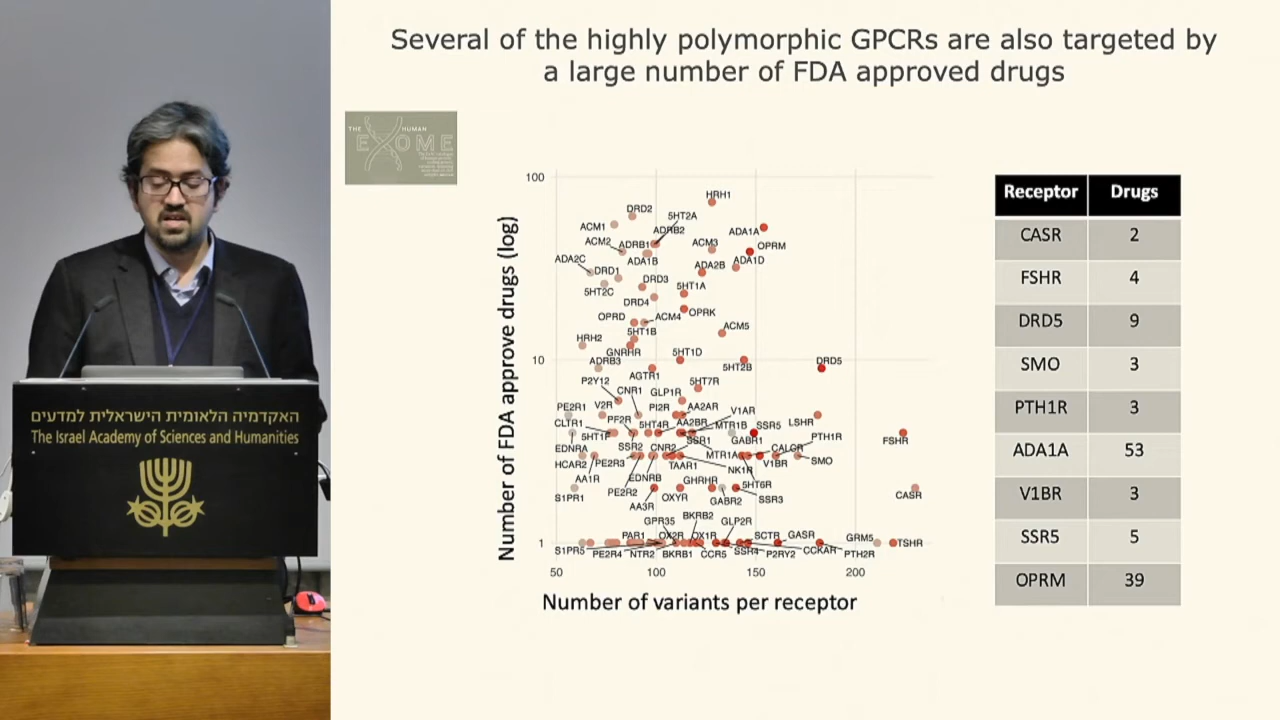 Several of the highly polymorphic GPCRs are also targeted by
a large number of FDA approved drugs
THE HUMAN
EXOME
Number of FDA approve drugs (log)
100
10
1
HRH1
DRD2
5HT2A
ACM1
ADRB2
ADA1A
ACM2
ADRB1
ACM3
OPRM
ADA2C
ADA1B
ADA2B
ADA1D
DRD1
DRD3
5HT2C
5HT1A
DRD4
OPRK
OPRD
ACM4
ACM5
5HT1B
HRH2
GNRHR
5HT1D
ADRB3
5HT2B
DRD5
AGTR1
P2Y12
5HT7R
CNR1
GLP1R
PE2R1
V2R
PI2R
AA2AR
V1AR
CLTR1
PF2R
5HT4R
AA2BR
MTR1B
SSR5
LSHR
5HT1F
SSR1
GABR1
PTH1R
FSHR
EDNRA
SSR2
CNR2
CALCR
HCAR2
PE2R3
TAAR1
MTR1A
V1BR
SMO
NK1R
AA1R
EDNRB
GHRHR
5HT6R
S1PR1
PE2R2
OXYR
GABR2
SSR3
CASR
AA3R
BKRB2
GPR35
GLP2R
PAR1
OX2R
OX1R
SCTR
GASR
GRM5
TSHR
S1PR5
PE2R4
NTR2
BKRB1
CCR5
SSR4
P2RY2
CCKAR
PTH2R
50
100
150
200
Number of variants per receptor
Receptor Drugs
CASR 2
FSHR 4
DRD5 9
SMO 3
PTH1R 3
ADA1A 53
V1BR 3
SSR5 5
OPRM 39
האקדמיה הלאומית הישראלית למדעים
The Israel Academy of Sciences and Humanities